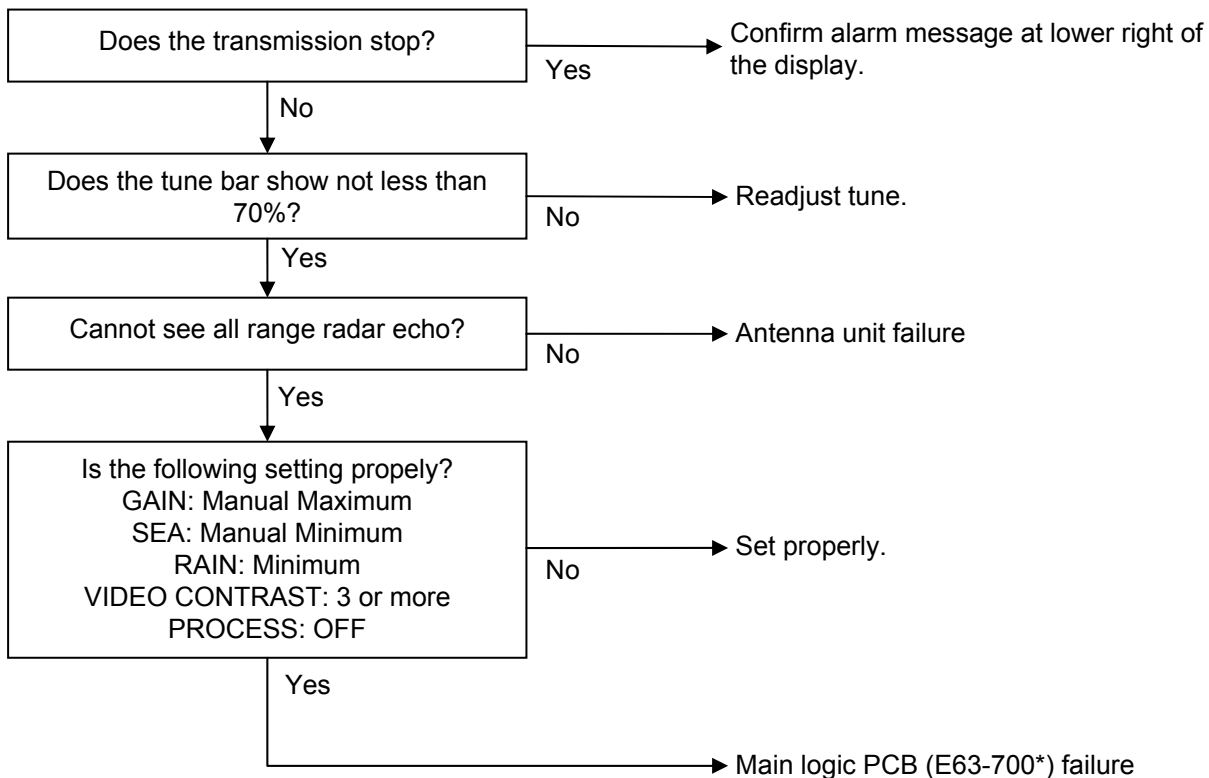 Does the transmission stop?
Yes
Confirm alarm message at lower right of
the display.
No
Does the tune bar show not less than
70%?
No
Readjust tune.
Yes
Cannot see all range radar echo?
No
Antenna unit failure
Yes
Is the following setting propely?
GAIN: Manual Maximum
SEA: Manual Minimum
RAIN: Minimum
VIDEO CONTRAST: 3 or more
PROCESS: OFF
No
Set properly.
Yes
Main logic PCB (E63-700*) failure